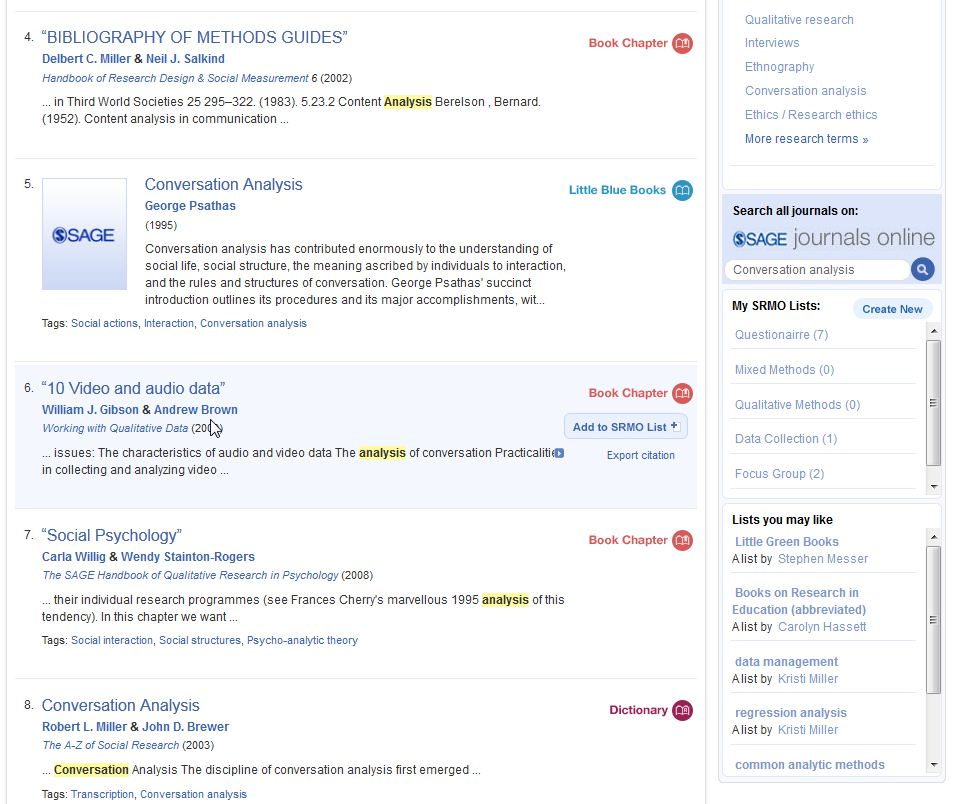 4. “BIBLIOGRAPHY OF METHODS GUIDES”
Book Chapter
Delbert C. Miller & Neil J. Salkind
Handbook of Research Design & Social Measurement 6 (2002)
... in Third World Societies 25 295–322. (1983). 5.23.2 Content Analysis Berelson , Bernard.
(1952). Content analysis in communication ...
5. Conversation Analysis
Little Blue Books
SAGE
George Psathas
(1995)
Conversation analysis has contributed enormously to the understanding of
social life, social structure, the meaning ascribed by individuals to interaction,
and the rules and structures of conversation. George Psathas' succinct
introduction outlines its procedures and its major accomplishments, wit...
Tags: Social actions, Interaction, Conversation analysis
6. “10 Video and audio data”
Book Chapter
William J. Gibson & Andrew Brown
Working with Qualitative Data
Add to SRMO List +
... issues: The characteristics of audio and video data The analysis of conversation
in collecting and analyzing video ...
Export citation
7. “Social Psychology”
Book Chapter
Carla Willig & Wendy Stainton-Rogers
The SAGE Handbook of Qualitative Research in Psychology (2008)
... their individual research programmes (see Frances Cherry's marvellous 1995 analysis of this
tendency). In this chapter we want ...
Tags: Social interaction, Social structures, Psycho-analytic theory
8. Conversation Analysis
Dictionary
Robert L. Miller & John D. Brewer
The A-Z of Social Research (2003)
... Conversation Analysis The discipline of conversation analysis first emerged ...
Tags: Transcription, Conversation analysis
Qualitative research
Interviews
Ethnography
Conversation analysis
Ethics / Research ethics
More research terms »
Search all journals on:
SAGE journals online
Conversation analysis
My SRMO Lists:
Create New
Questionairre (7)
Mixed Methods (0)
Qualitative Methods (0)
Data Collection (1)
Focus Group (2)
Lists you may like
Little Green Books
A list by Stephen Messer
Books on Research in
Education (abbreviated)
A list by Carolyn Hassett
data management
A list by Kristi Miller
regression analysis
A list by Kristi Miller
common analytic methods